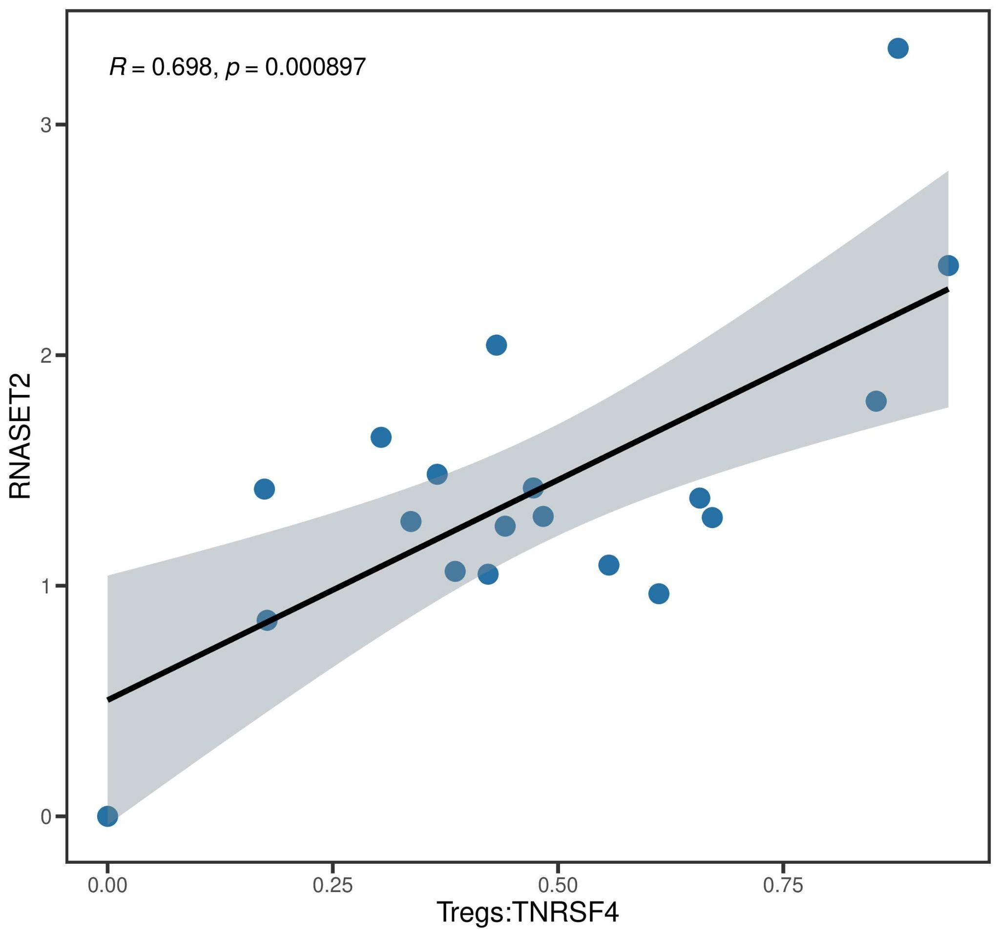 R = 0.698, p = 0.000897
3
2
1
0
RNASET2
0.00 0.25 0.50 0.75
Tregs:TNRSF4